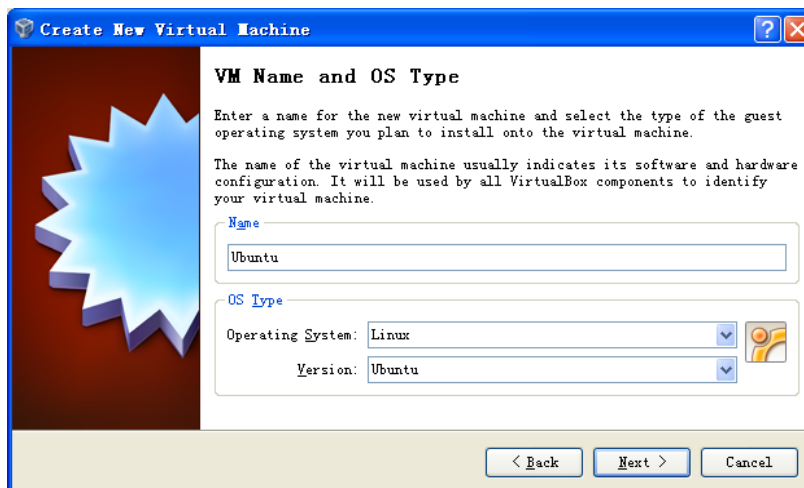 Create New Virtual Machine
VM Name and OS Type
Enter a name for the new virtual machine and select the type of the guest
operating system you plan to install onto the virtual machine.
The name of the virtual machine usually indicates its software and hardware
configuration. It will be used by all VirtualBox components to identify
your virtual machine.
Name
Ubuntu
OS Type
Operating System: Linux
Version: Ubuntu
< Back Next > Cancel